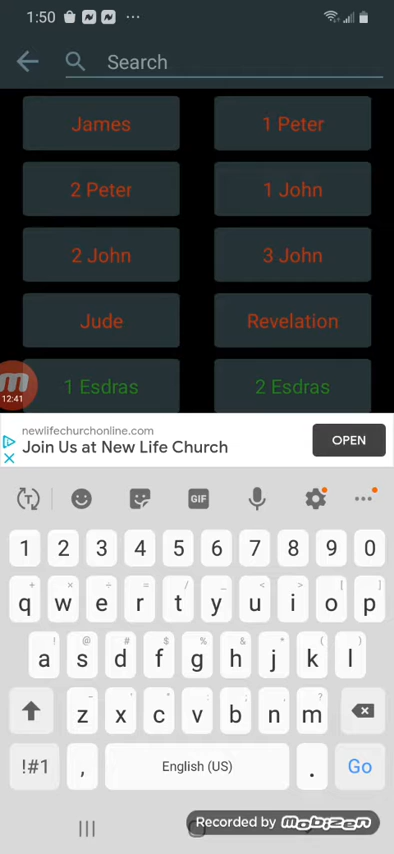 1:50
Search
James
1 Peter
2 Peter
1 John
2 John
3 John
Jude
Revelation
12:41
1 Esdras
2 Esdras
newlifechurchonline.com
Join Us at New Life Church
OPEN
T
GIF
1 2 3 4 5 6 7 8 9 0
+ × ÷ = / _ < > [ ]
q w e r t y u i o p
! @ # $ % ^ & * ( )
a s d f g h j k l
- ' " : ; , ?
z x c v b n m
!#1 , English (US) . Go
Recorded by mobizen